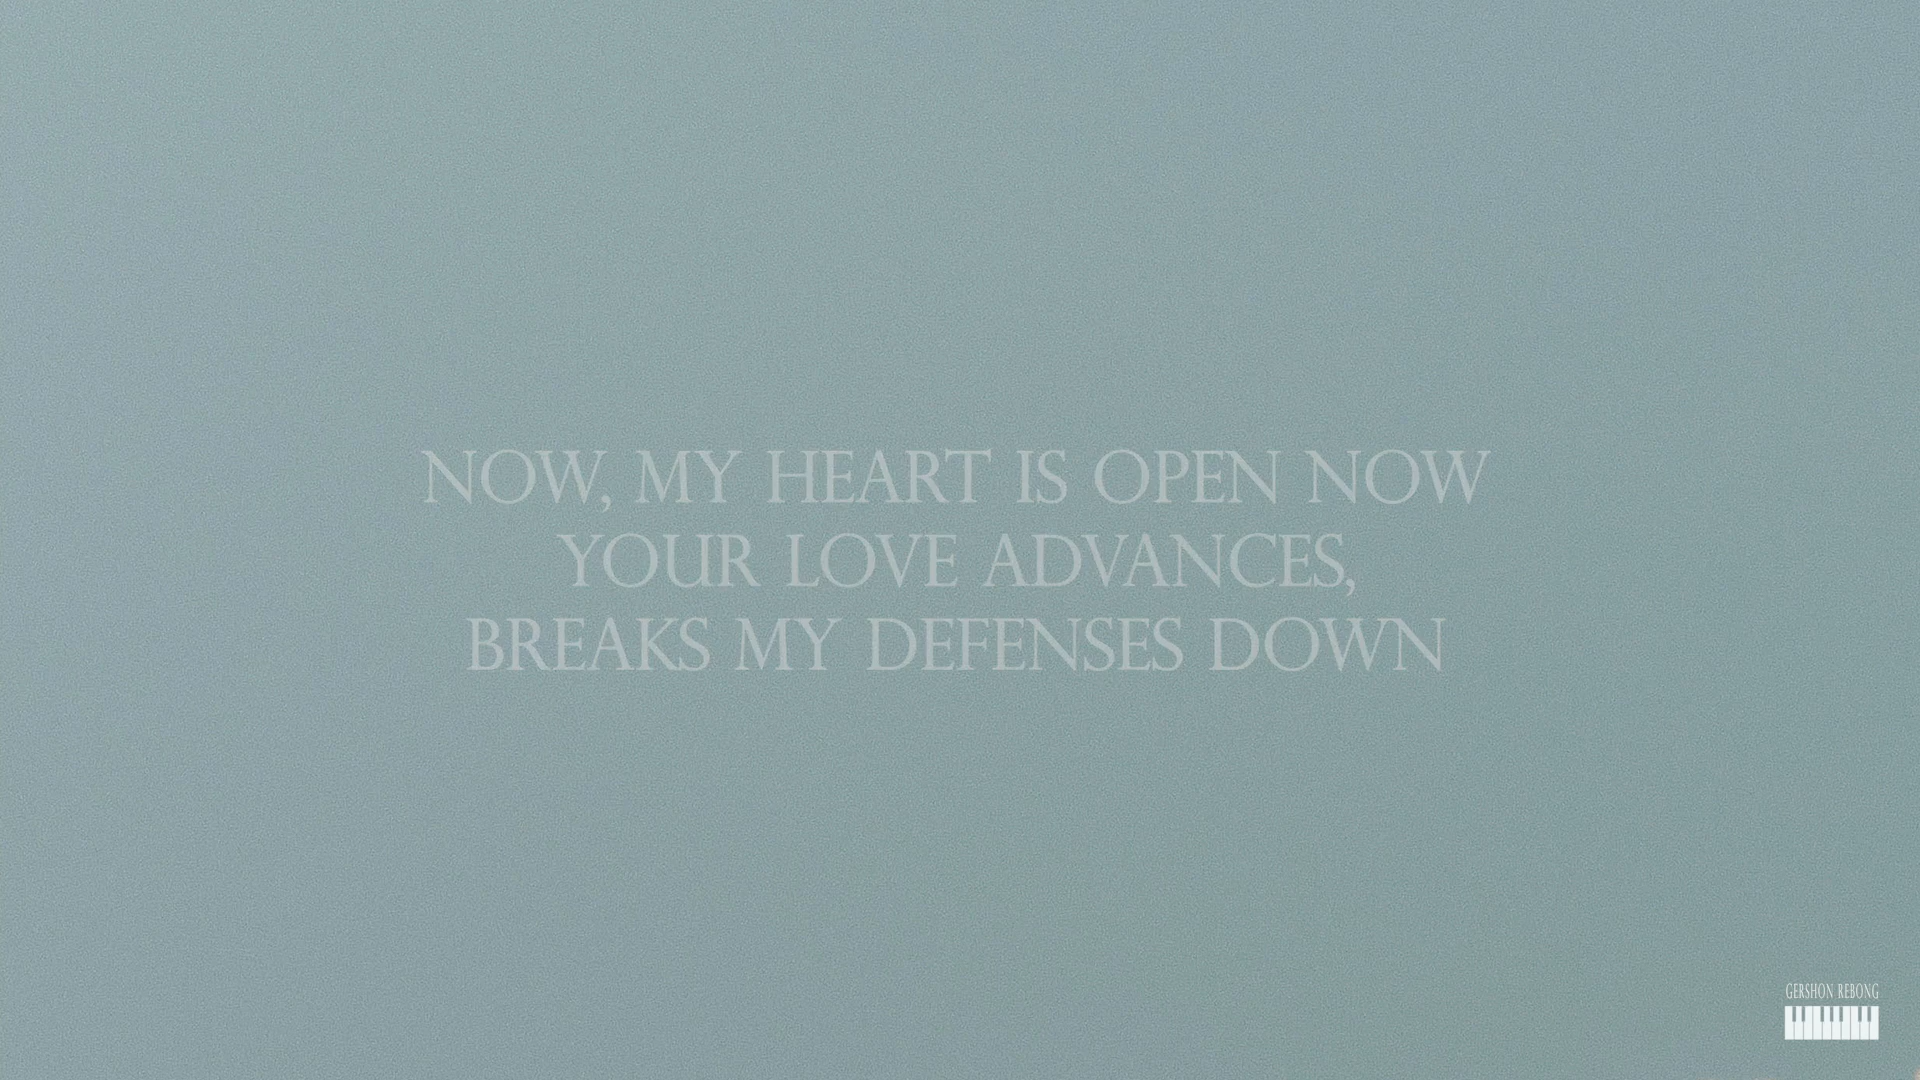 NOW, MY HEART IS OPEN NOW
YOUR LOVE ADVANCES,
BREAKS MY DEFENSES DOWN
GERSHON REBONG